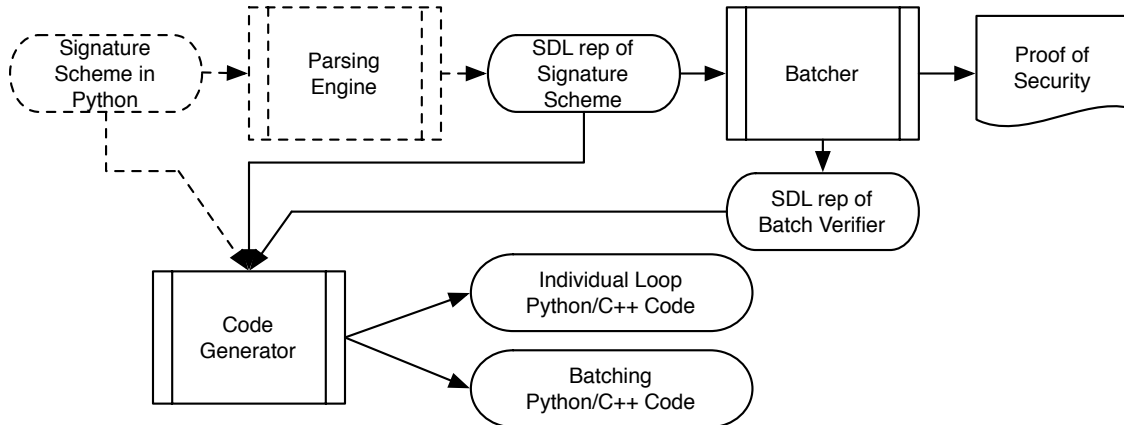 Signature
Scheme in
Python
Parsing
Engine
SDL rep of
Signature
Scheme
Batcher
Proof of
Security
SDL rep of
Batch Verifier
Code
Generator
Individual Loop
Python/C++ Code
Batching
Python/C++ Code